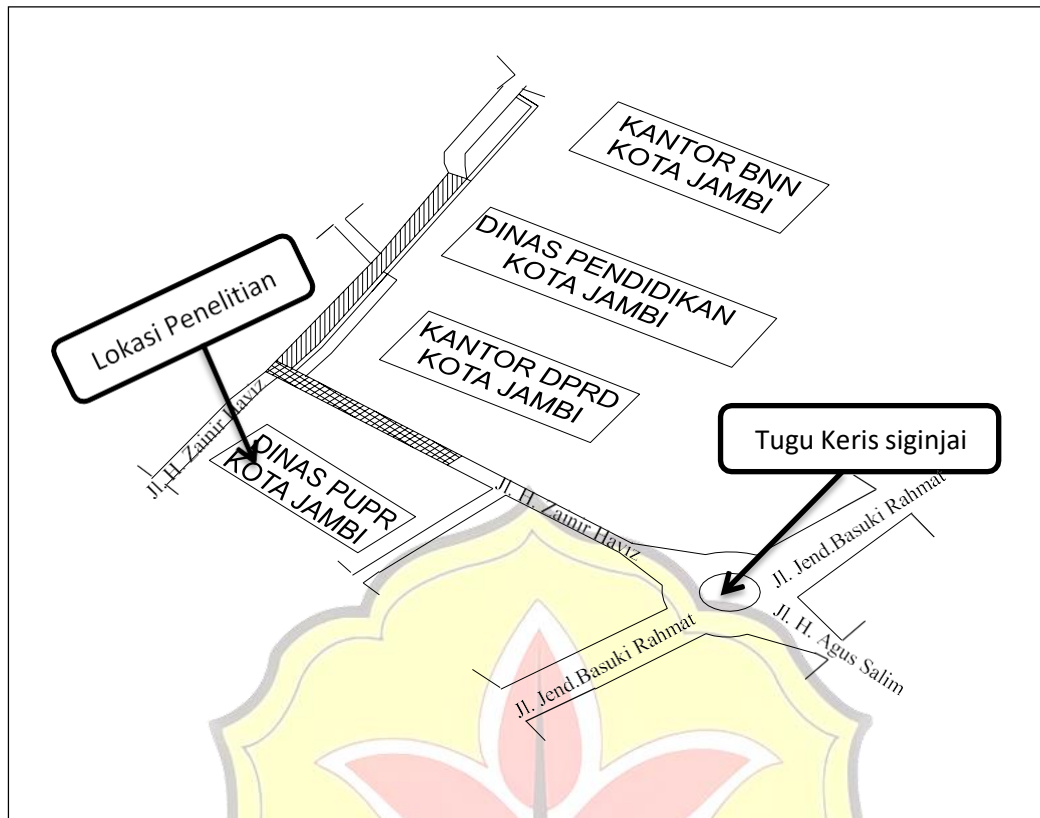 KANTOR BNN
KOTA JAMBI
DINAS PENDIDIKAN
KOTA JAMBI
Lokasi Penelitian
KANTOR DPRD
KOTA JAMBI
Jl. H. Zainir Haviz
DINAS PUPR
KOTA JAMBI
Tugu Keris siginjai
Jl. H. Zainir Haviz
Jl. Jend.Basuki Rahmat
Jl. H. Agus Salim
Jl. Jend.Basuki Rahmat